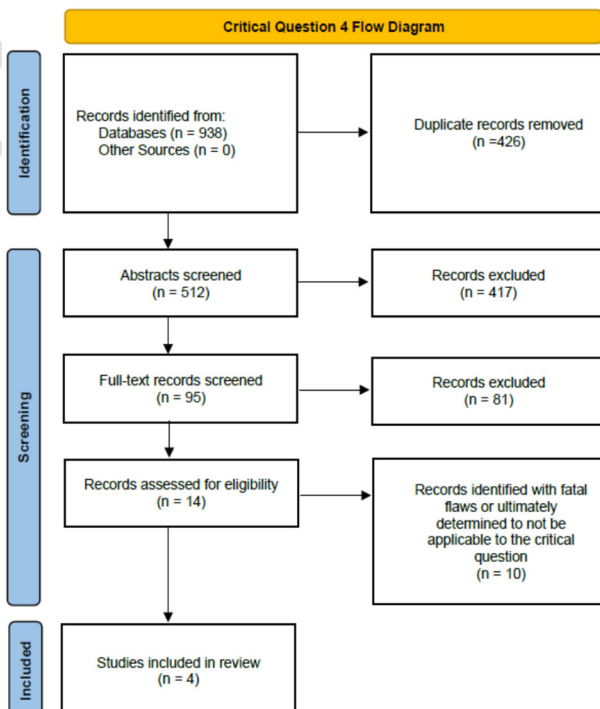 Critical Question 4 Flow Diagram
Identification
Records identified from:
Databases (n = 938)
Other Sources (n = 0)
Duplicate records removed
(n =426)
Screening
Abstracts screened
(n = 512)
Records excluded
(n = 417)
Full-text records screened
(n = 95)
Records excluded
(n = 81)
Records assessed for eligibility
(n = 14)
Records identified with fatal
flaws or ultimately
determined to not be
applicable to the critical
question
(n = 10)
Included
Studies included in review
(n = 4)